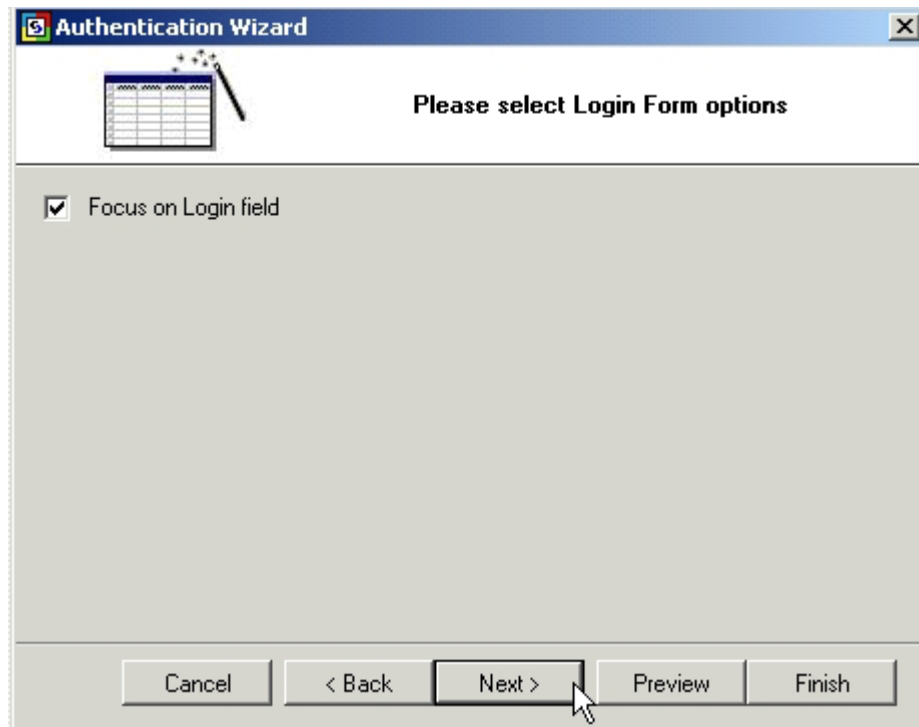 Authentication Wizard
Please select Login Form options
Focus on Login field
Cancel
< Back
Next >
Preview
Finish